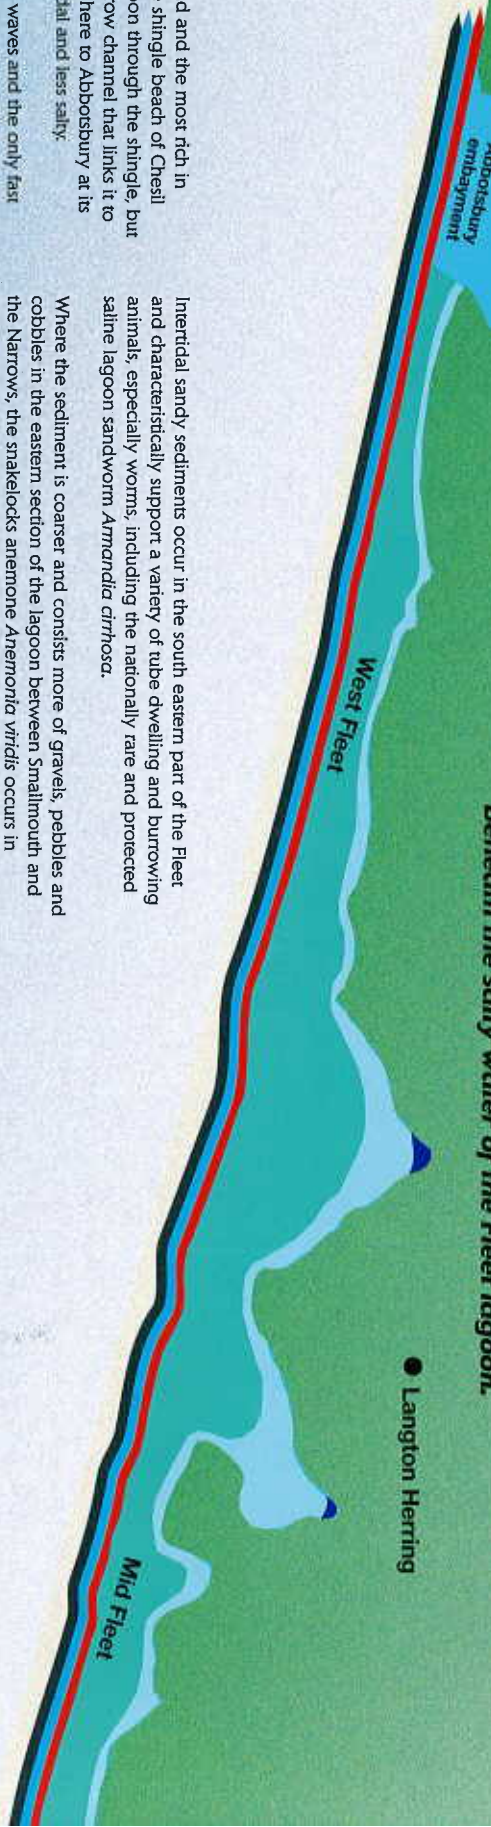 Beneath the salty water of the Fleet lagoon.
d and the most rich in
shingle beach of Chesil
on through the shingle, but
row channel that links it to
here to Abbotsbury at its
dal and less salty.
waves and the only fast
Intertidal sandy sediments occur in the south eastern part of the Fleet
and characteristically support a variety of tube dwelling and burrowing
animals, especially worms, including the nationally rare and protected
saline lagoon sandworm Armandia cirrhosa.
Where the sediment is coarser and consists more of gravels, pebbles and
cobbles in the eastern section of the lagoon between Smallmouth and
the Narrows, the snakelocks anemone Anemonia viridis occurs in
Abbotsbury
embayment
West Fleet
Langton Herring
Mid Fleet